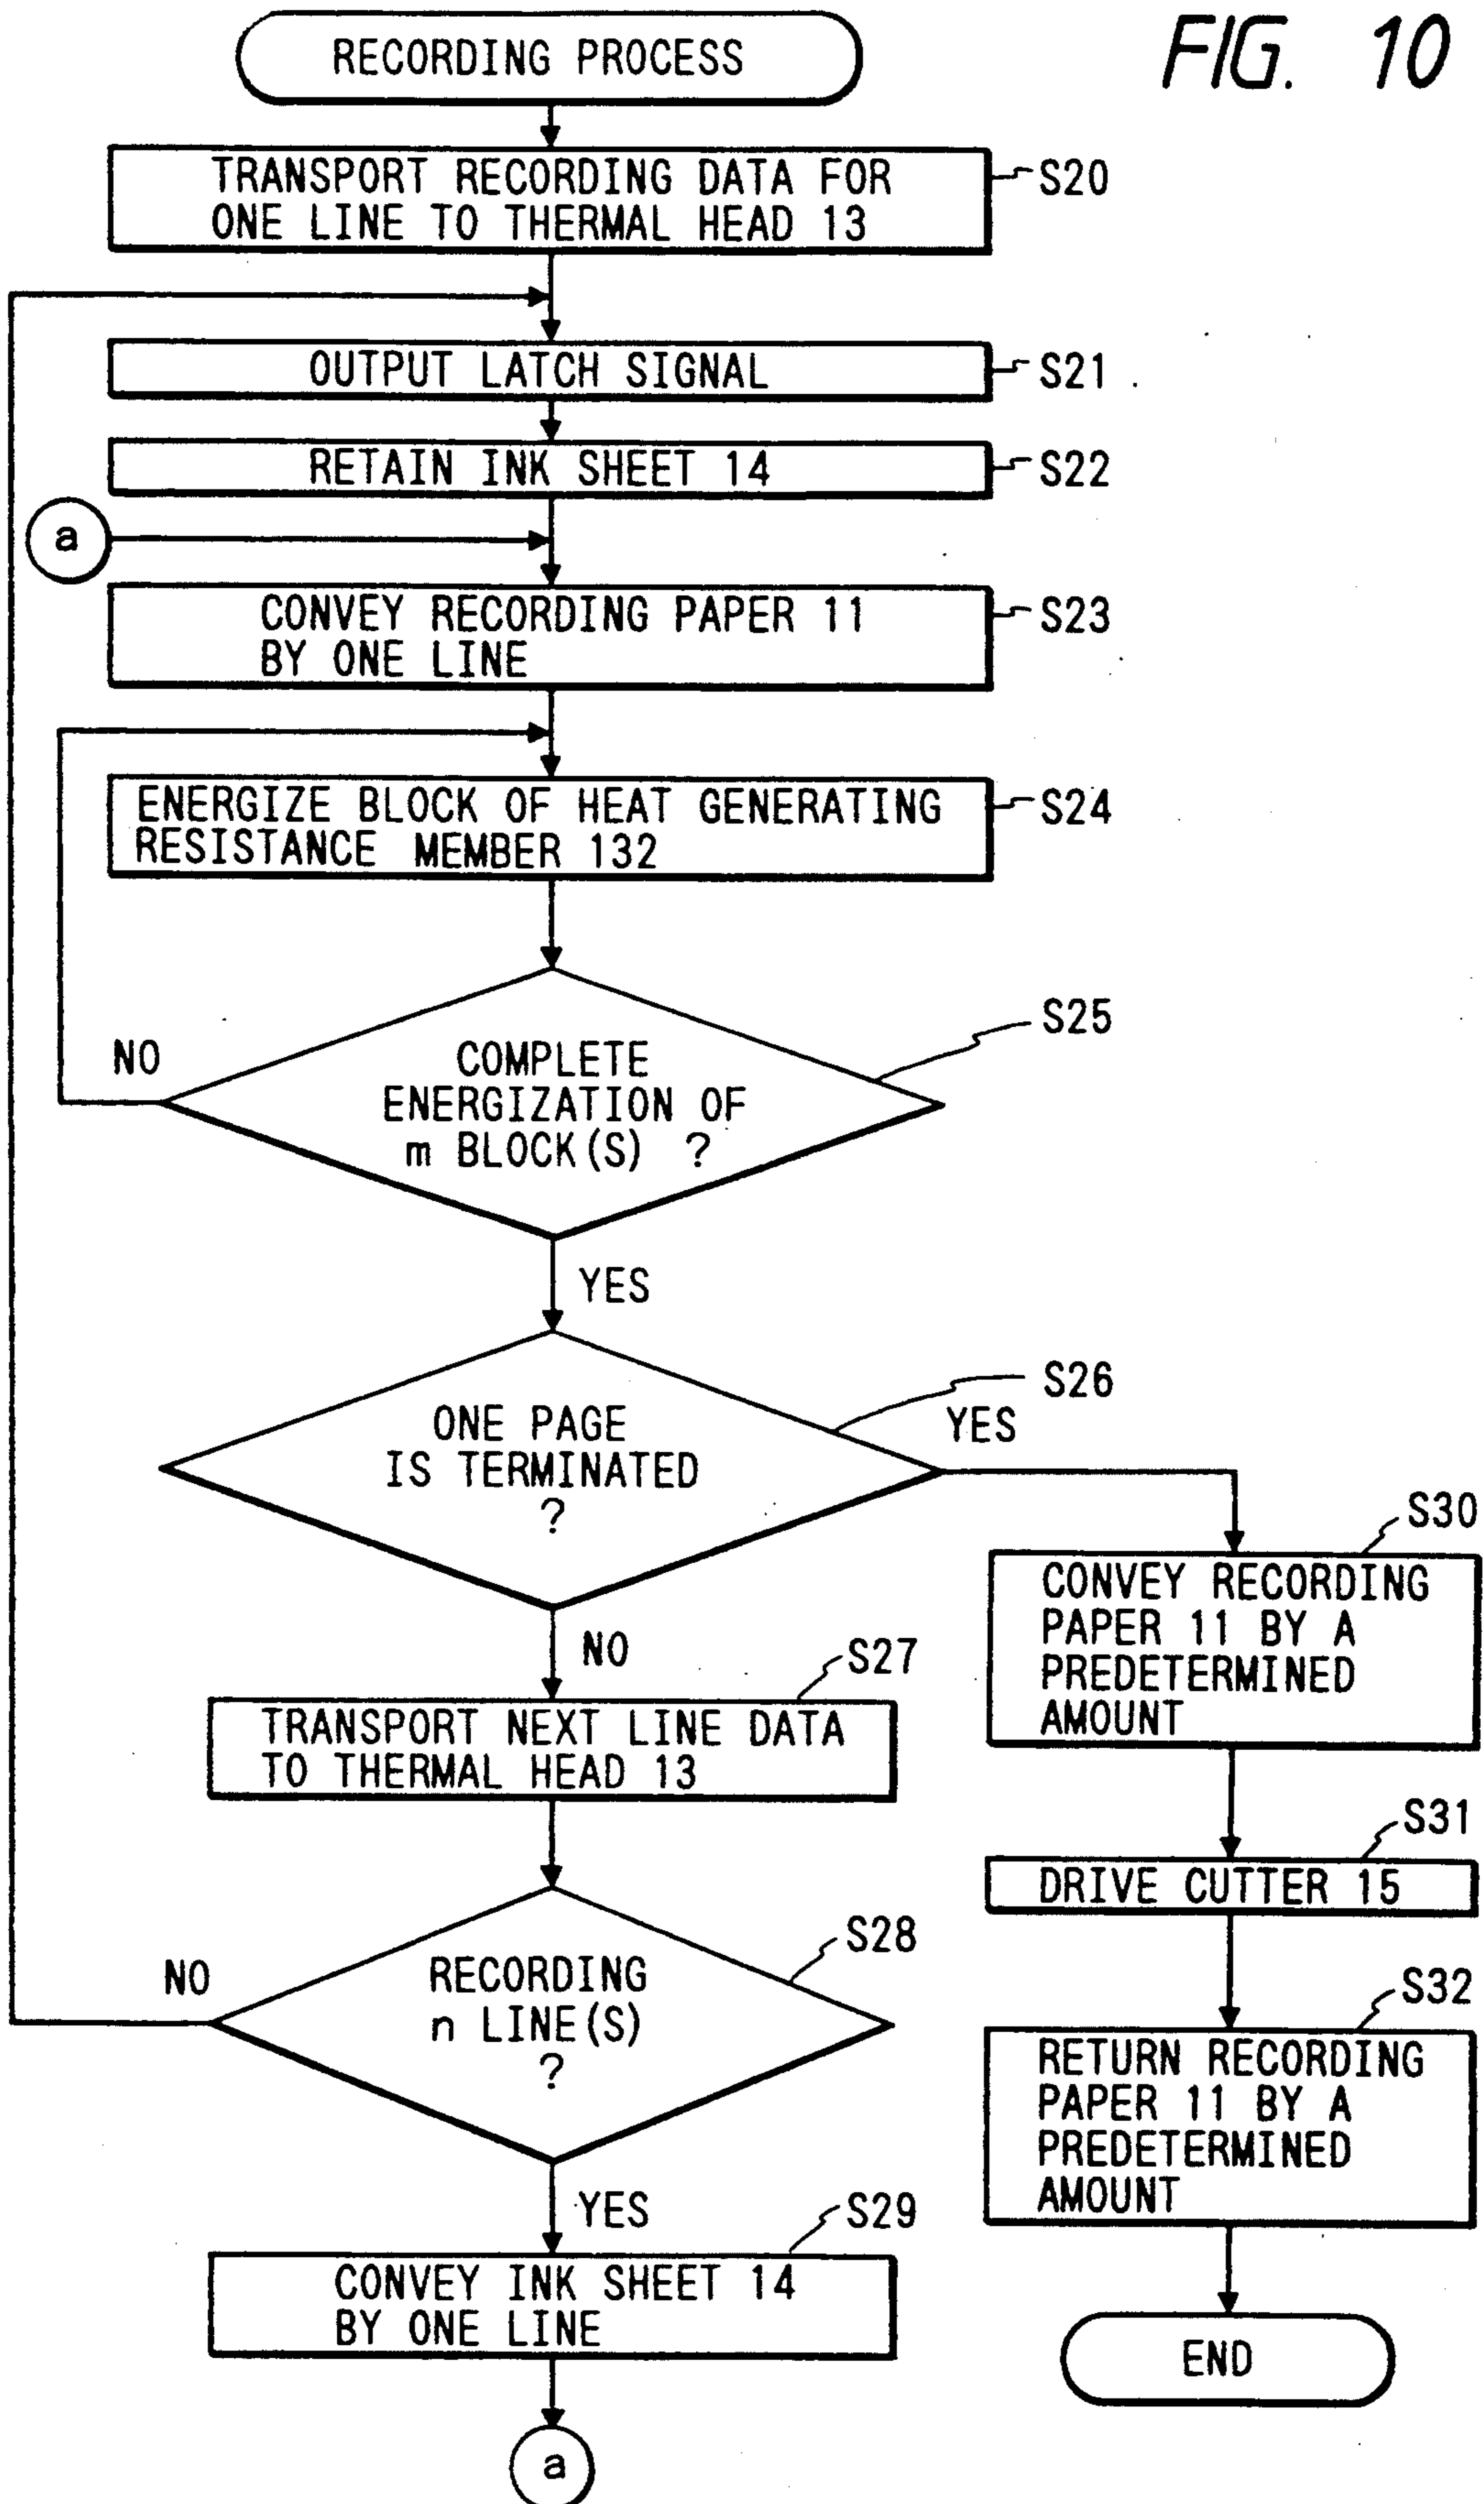 FIG. 10
RECORDING PROCESS
TRANSPORT RECORDING DATA FOR
ONE LINE TO THERMAL HEAD 13
S20
OUTPUT LATCH SIGNAL
S21
RETAIN INK SHEET 14
S22
a
CONVEY RECORDING PAPER 11
BY ONE LINE
S23
ENERGIZE BLOCK OF HEAT GENERATING
RESISTANCE MEMBER 132
S24
S25
NO
COMPLETE
ENERGIZATION OF
m BLOCK(S) ?
YES
S26
YES
ONE PAGE
IS TERMINATED
?
NO
S27
TRANSPORT NEXT LINE DATA
TO THERMAL HEAD 13
S28
NO
RECORDING
n LINE(S)
?
YES
S29
CONVEY INK SHEET 14
BY ONE LINE
a
S30
CONVEY RECORDING
PAPER 11 BY A
PREDETERMINED
AMOUNT
S31
DRIVE CUTTER 15
S32
RETURN RECORDING
PAPER 11 BY A
PREDETERMINED
AMOUNT
END